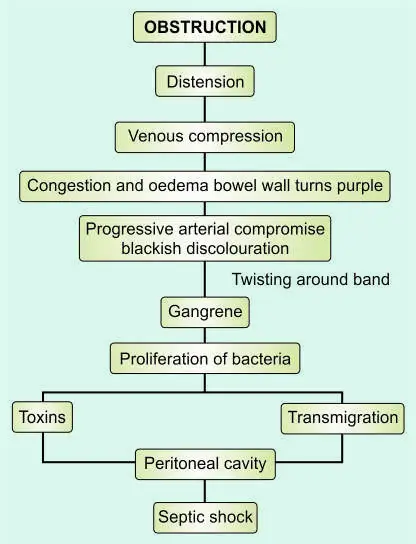 OBSTRUCTION
Distension
Venous compression
Congestion and oedema bowel wall turns purple
Progressive arterial compromise
blackish discolouration
Twisting around band
Gangrene
Proliferation of bacteria
Toxins
Transmigration
Peritoneal cavity
Septic shock